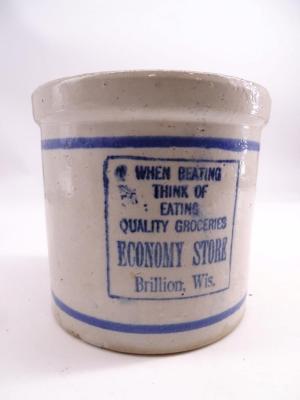 WHEN BEATING
THINK OF
EATING
QUALITY GROCERIES
ECONOMY STORE
Brillion, Wis.